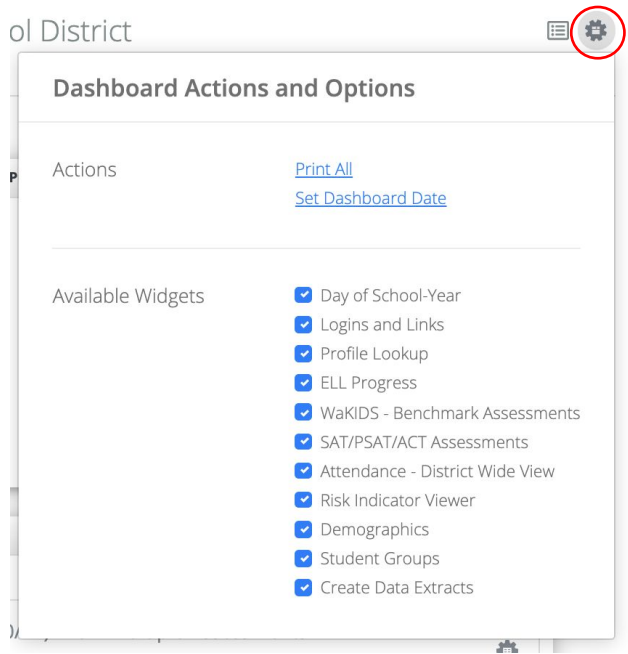 ol District
Dashboard Actions and Options
Actions
Print All
Set Dashboard Date
P
Available Widgets
Day of School-Year
Logins and Links
Profile Lookup
ELL Progress
WaKIDS - Benchmark Assessments
SAT/PSAT/ACT Assessments
Attendance - District Wide View
Risk Indicator Viewer
Demographics
Student Groups
Create Data Extracts